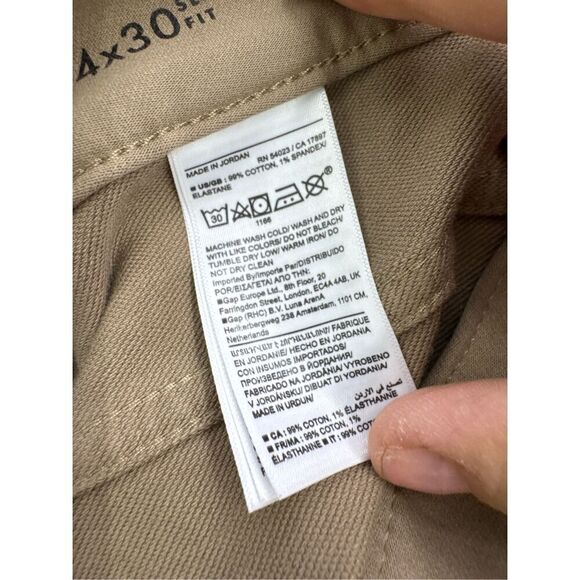 4x30
FIT
MADE IN JORDAN RN 54023 / CA 17897
■ US/GB : 99% COTTON, 1% SPANDEX/
ELASTANE
30
1166
MACHINE WASH COLD/ WASH AND DRY
WITH LIKE COLORS/ DO NOT BLEACH/
TUMBLE DRY LOW/ WARM IRON/ DO
NOT DRY CLEAN
Imported By/Importe Par/DISTRIBUIDO
POR/ΕΙΣΑΓΕΤΑΙ ΑΠΟ ΤΗΝ:
■Gap Europe Ltd., 8th Floor, 20
Farringdon Street, London, EC4A 4AB, UK
■Gap (RHC) B.V. Luna ArenA
Herikerbergweg 238 Amsterdam, 1101 CM,
Netherlands
FABRIQUE
EN JORDANIE/ HECHO EN JORDANIA
CON INSUMOS IMPORTADOS/
ПРОИЗВЕДЕНО В ЙОРДАНИЯ/
FABRICADO NA JORDÂNIA/ VYROBENO
V JORDÁNSKU/ DIBUAT DI YORDANIA/
MADE IN URDUN/ صنع في الأردن
■ CA : 99% COTTON, 1% ÉLASTHANNE
■ FR/MA : 99% COTON, 1%
ÉLASTHANNE ■ IT : 99% COT